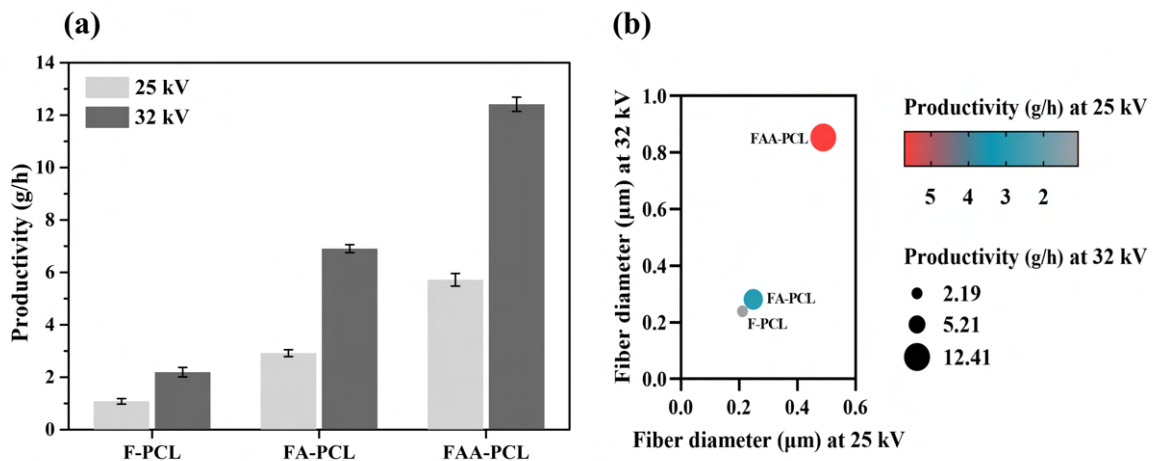 (a)
14
12
10
8
6
4
2
0
Productivity (g/h)
25 kV
32 kV
F-PCL
FA-PCL
FAA-PCL
(b)
1.0
0.8
0.6
0.4
0.2
0.0
Fiber diameter (μm) at 32 kV
FAA-PCL
FA-PCL
F-PCL
0.0 0.2 0.4 0.6
Fiber diameter (μm) at 25 kV
Productivity (g/h) at 25 kV
5 4 3 2
Productivity (g/h) at 32 kV
2.19
5.21
12.41